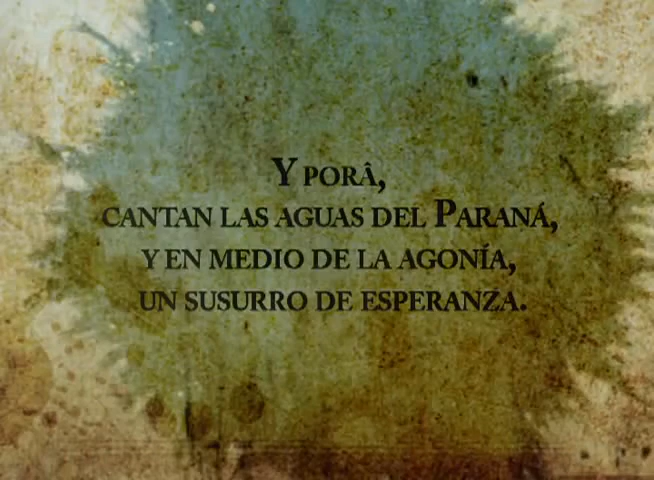 Y PORÂ,
CANTAN LAS AGUAS DEL PARANÁ,
Y EN MEDIO DE LA AGONÍA,
UN SUSURRO DE ESPERANZA.